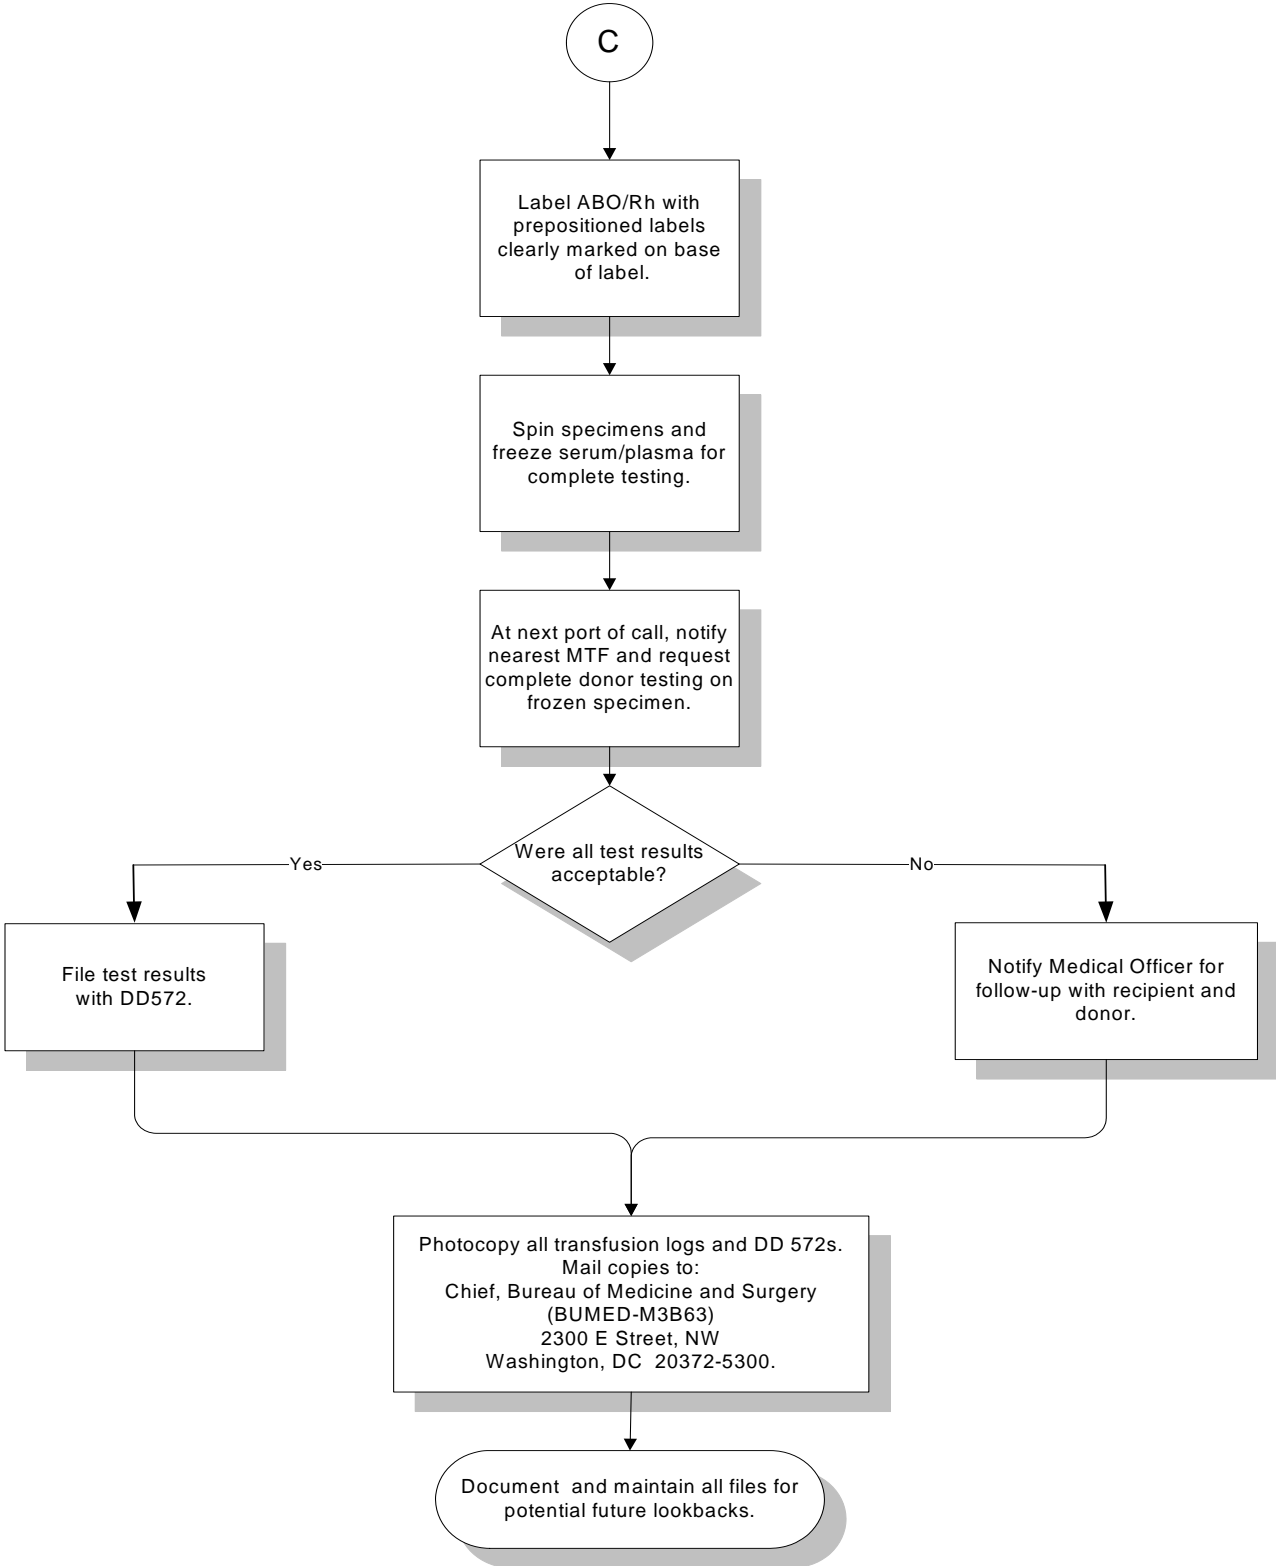 C
Label ABO/Rh with
prepositioned labels
clearly marked on base
of label.
Spin specimens and
freeze serum/plasma for
complete testing.
At next port of call, notify
nearest MTF and request
complete donor testing on
frozen specimen.
Were all test results
acceptable?
Yes
No
File test results
with DD572.
Notify Medical Officer for
follow-up with recipient and
donor.
Photocopy all transfusion logs and DD 572s.
Mail copies to:
Chief, Bureau of Medicine and Surgery
(BUMED-M3B63)
2300 E Street, NW
Washington, DC  20372-5300.
Document  and maintain all files for
potential future lookbacks.